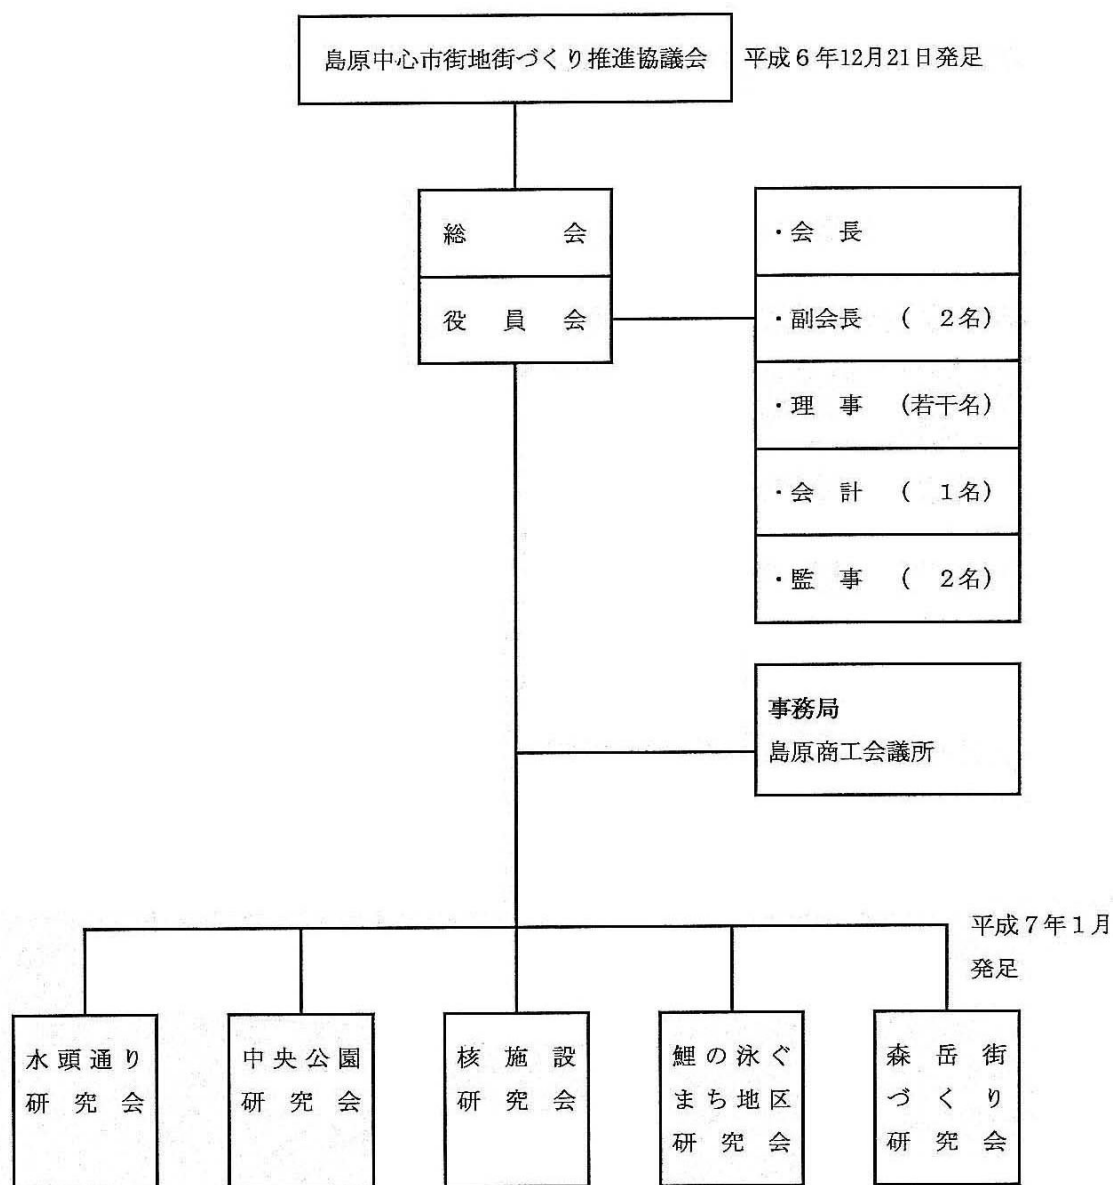 島原中心市街地街づくり推進協議会
平成6年12月21日発足
総会
役員会
・会長
・副会長 ( 2名)
・理事 (若干名)
・会計 ( 1名)
・監事 ( 2名)
事務局
島原商工会議所
平成7年1月
発足
水頭通り
研究会
中央公園
研究会
核施設
研究会
鯉の泳ぐ
まち地区
研究会
森岳街
づくり
研究会